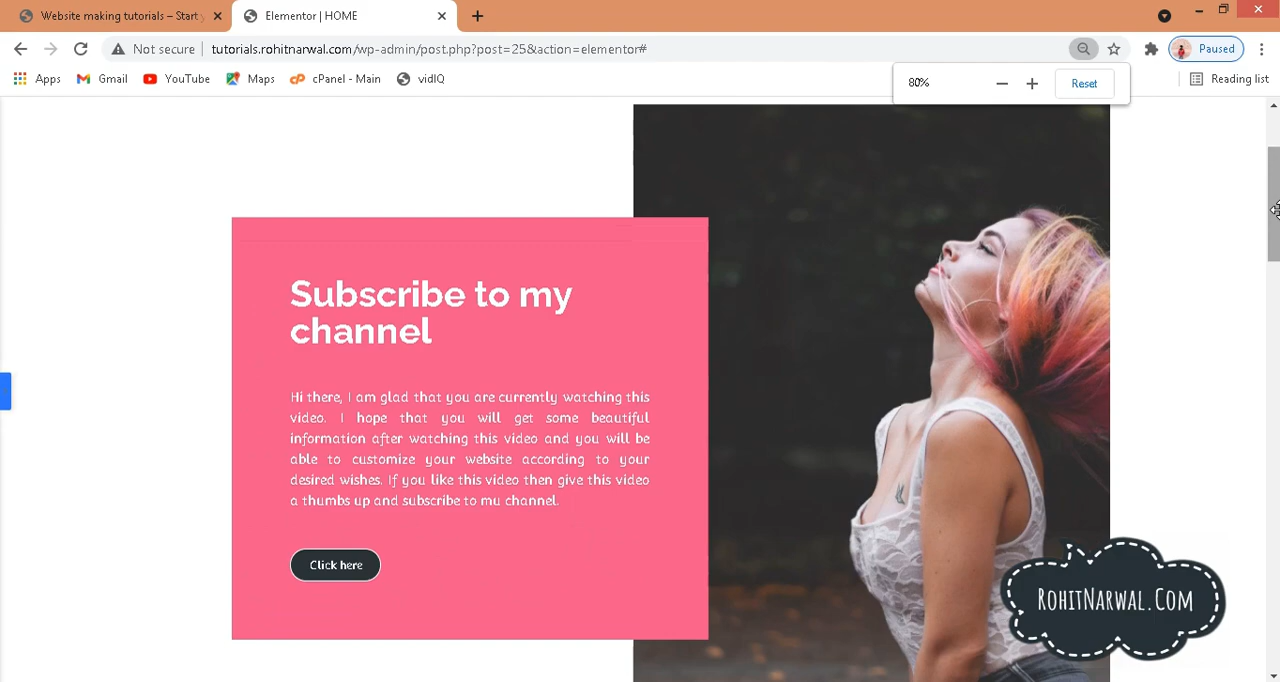 Website making tutorials – Start
Elementor | HOME
Not secure
tutorials.rohitnarwal.com/wp-admin/post.php?post=25&action=elementor#
Paused
Apps
Gmail
YouTube
Maps
cPanel - Main
vidIQ
Reading list
80%
Reset
Subscribe to my
channel
Hi there, I am glad that you are currently watching this
video. I hope that you will get some beautiful
information after watching this video and you will be
able to customize your website according to your
desired wishes. If you like this video then give this video
a thumbs up and subscribe to mu channel.
Click here
RohitNarwal.Com